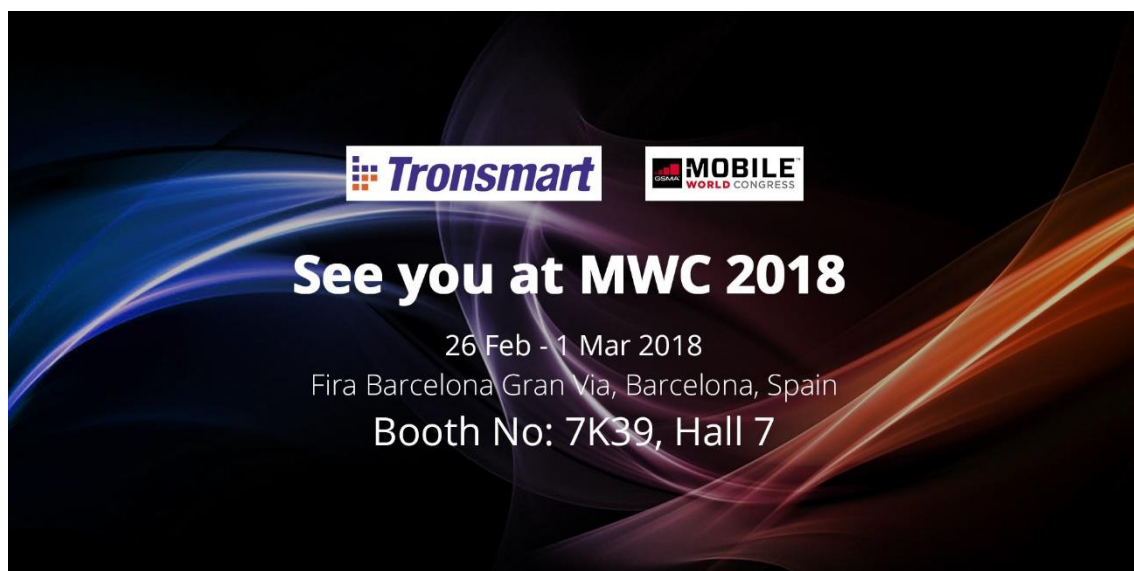 Tronsmart
GSMA
MOBILE™
WORLD CONGRESS
See you at MWC 2018
26 Feb - 1 Mar 2018
Fira Barcelona Gran Via, Barcelona, Spain
Booth No: 7K39, Hall 7